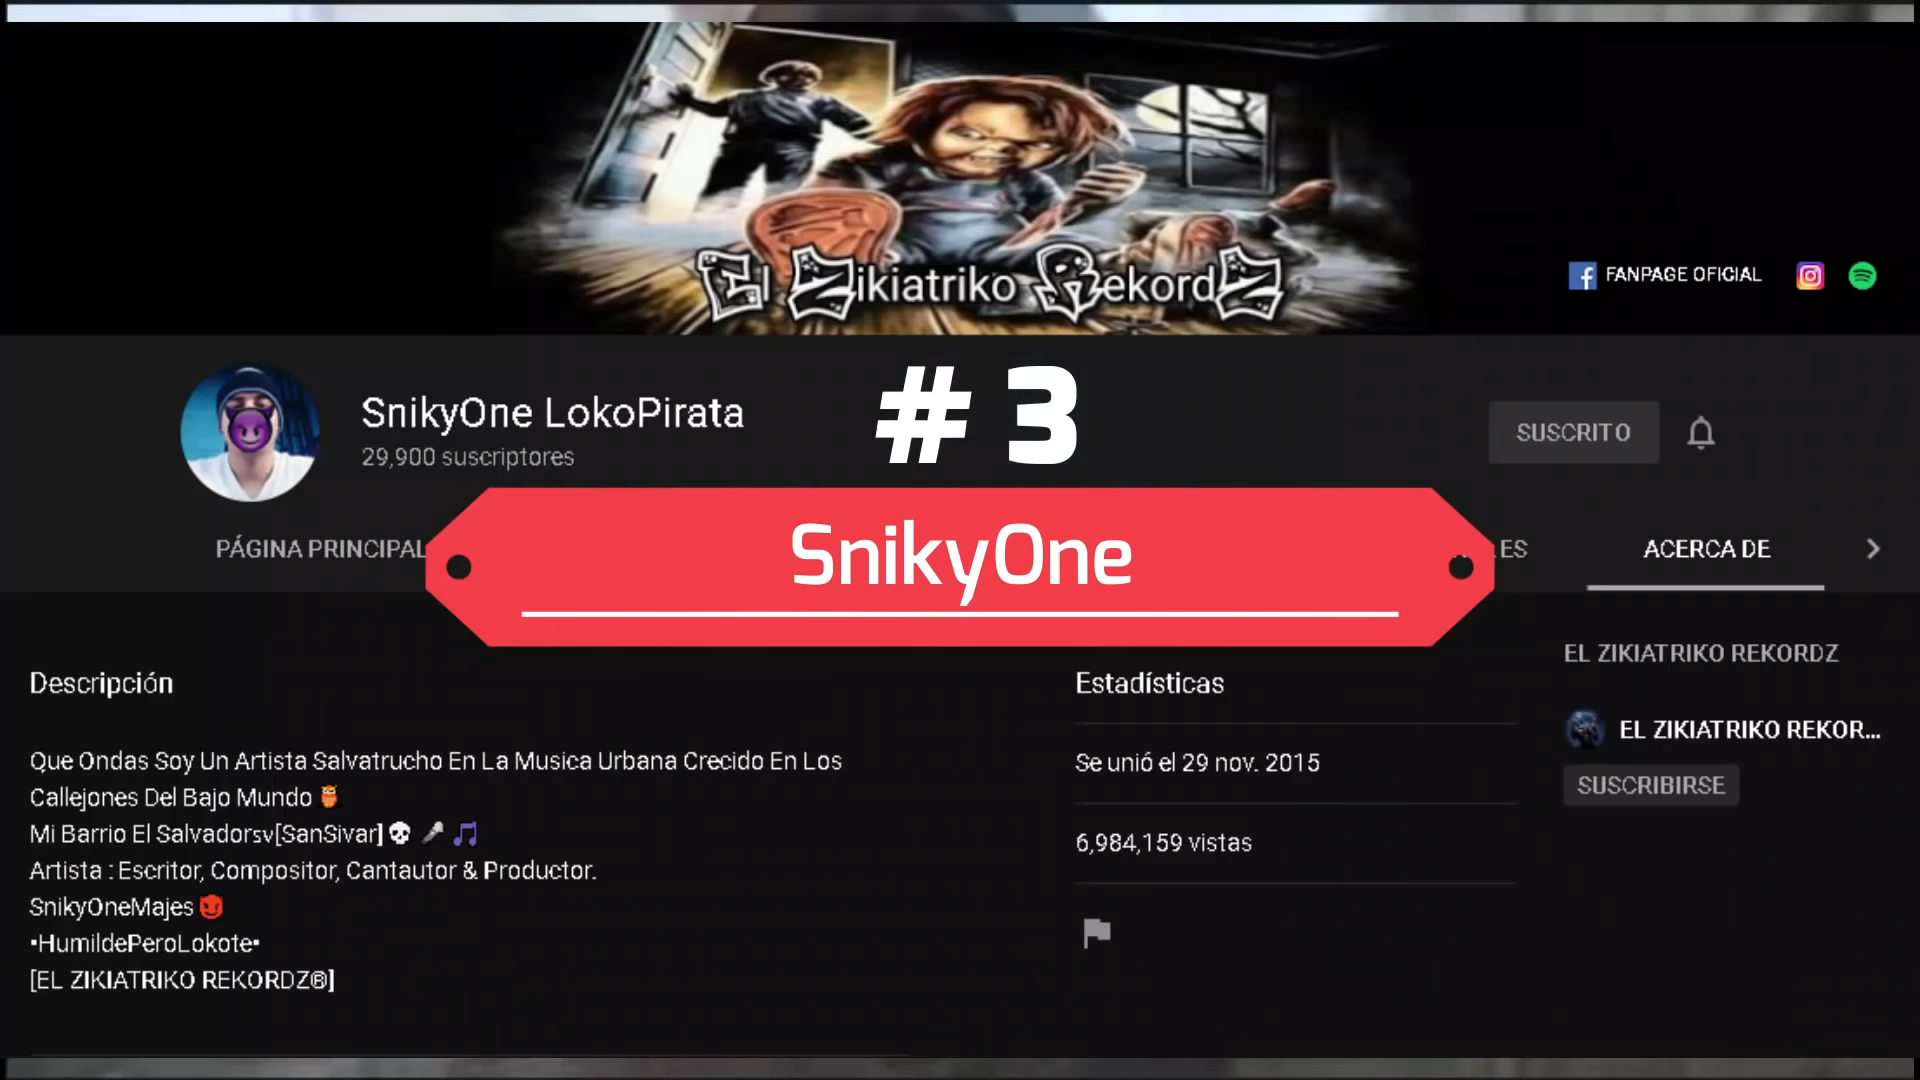 El Zikiatriko RekordZ
FANPAGE OFICIAL
SnikyOne LokoPirata
29,900 suscriptores
# 3
SUSCRITO
SnikyOne
PÁGINA PRINCIPAL
ES
ACERCA DE
Descripción
Que Ondas Soy Un Artista Salvatrucho En La Musica Urbana Crecido En Los
Callejones Del Bajo Mundo 🦉
Mi Barrio El Salvadorsv[SanSivar] 💀 🎤 🎵
Artista : Escritor, Compositor, Cantautor & Productor.
SnikyOneMajes 😈
•HumildePeroLokote•
[EL ZIKIATRIKO REKORDZ®]
Estadísticas
Se unió el 29 nov. 2015
6,984,159 vistas
EL ZIKIATRIKO REKORDZ
EL ZIKIATRIKO REKOR...
SUSCRIBIRSE